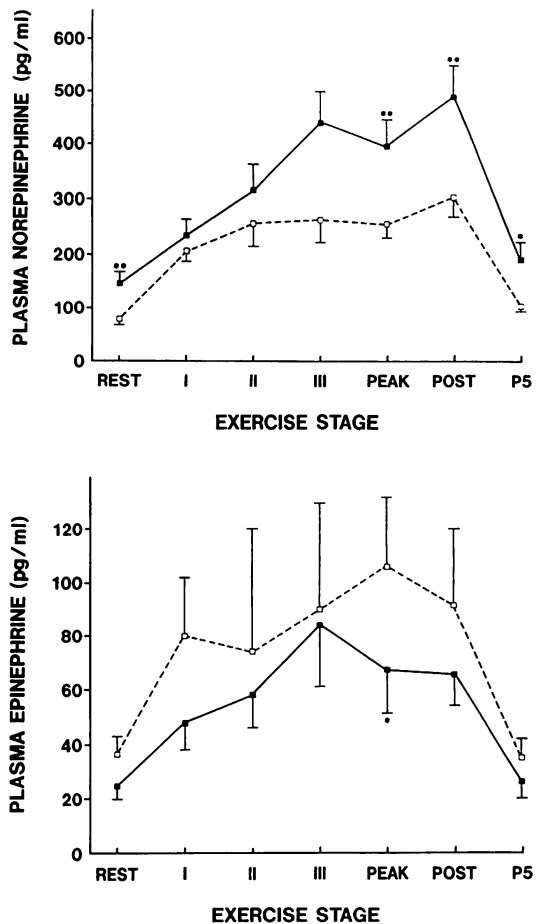 PLASMA NOREPINEPHRINE (pg/ml)
600
500
400
300
200
100
0
REST I II III PEAK POST P5
EXERCISE STAGE
PLASMA EPINEPHRINE (pg/ml)
120
100
80
60
40
20
0
REST I II III PEAK POST P5
EXERCISE STAGE